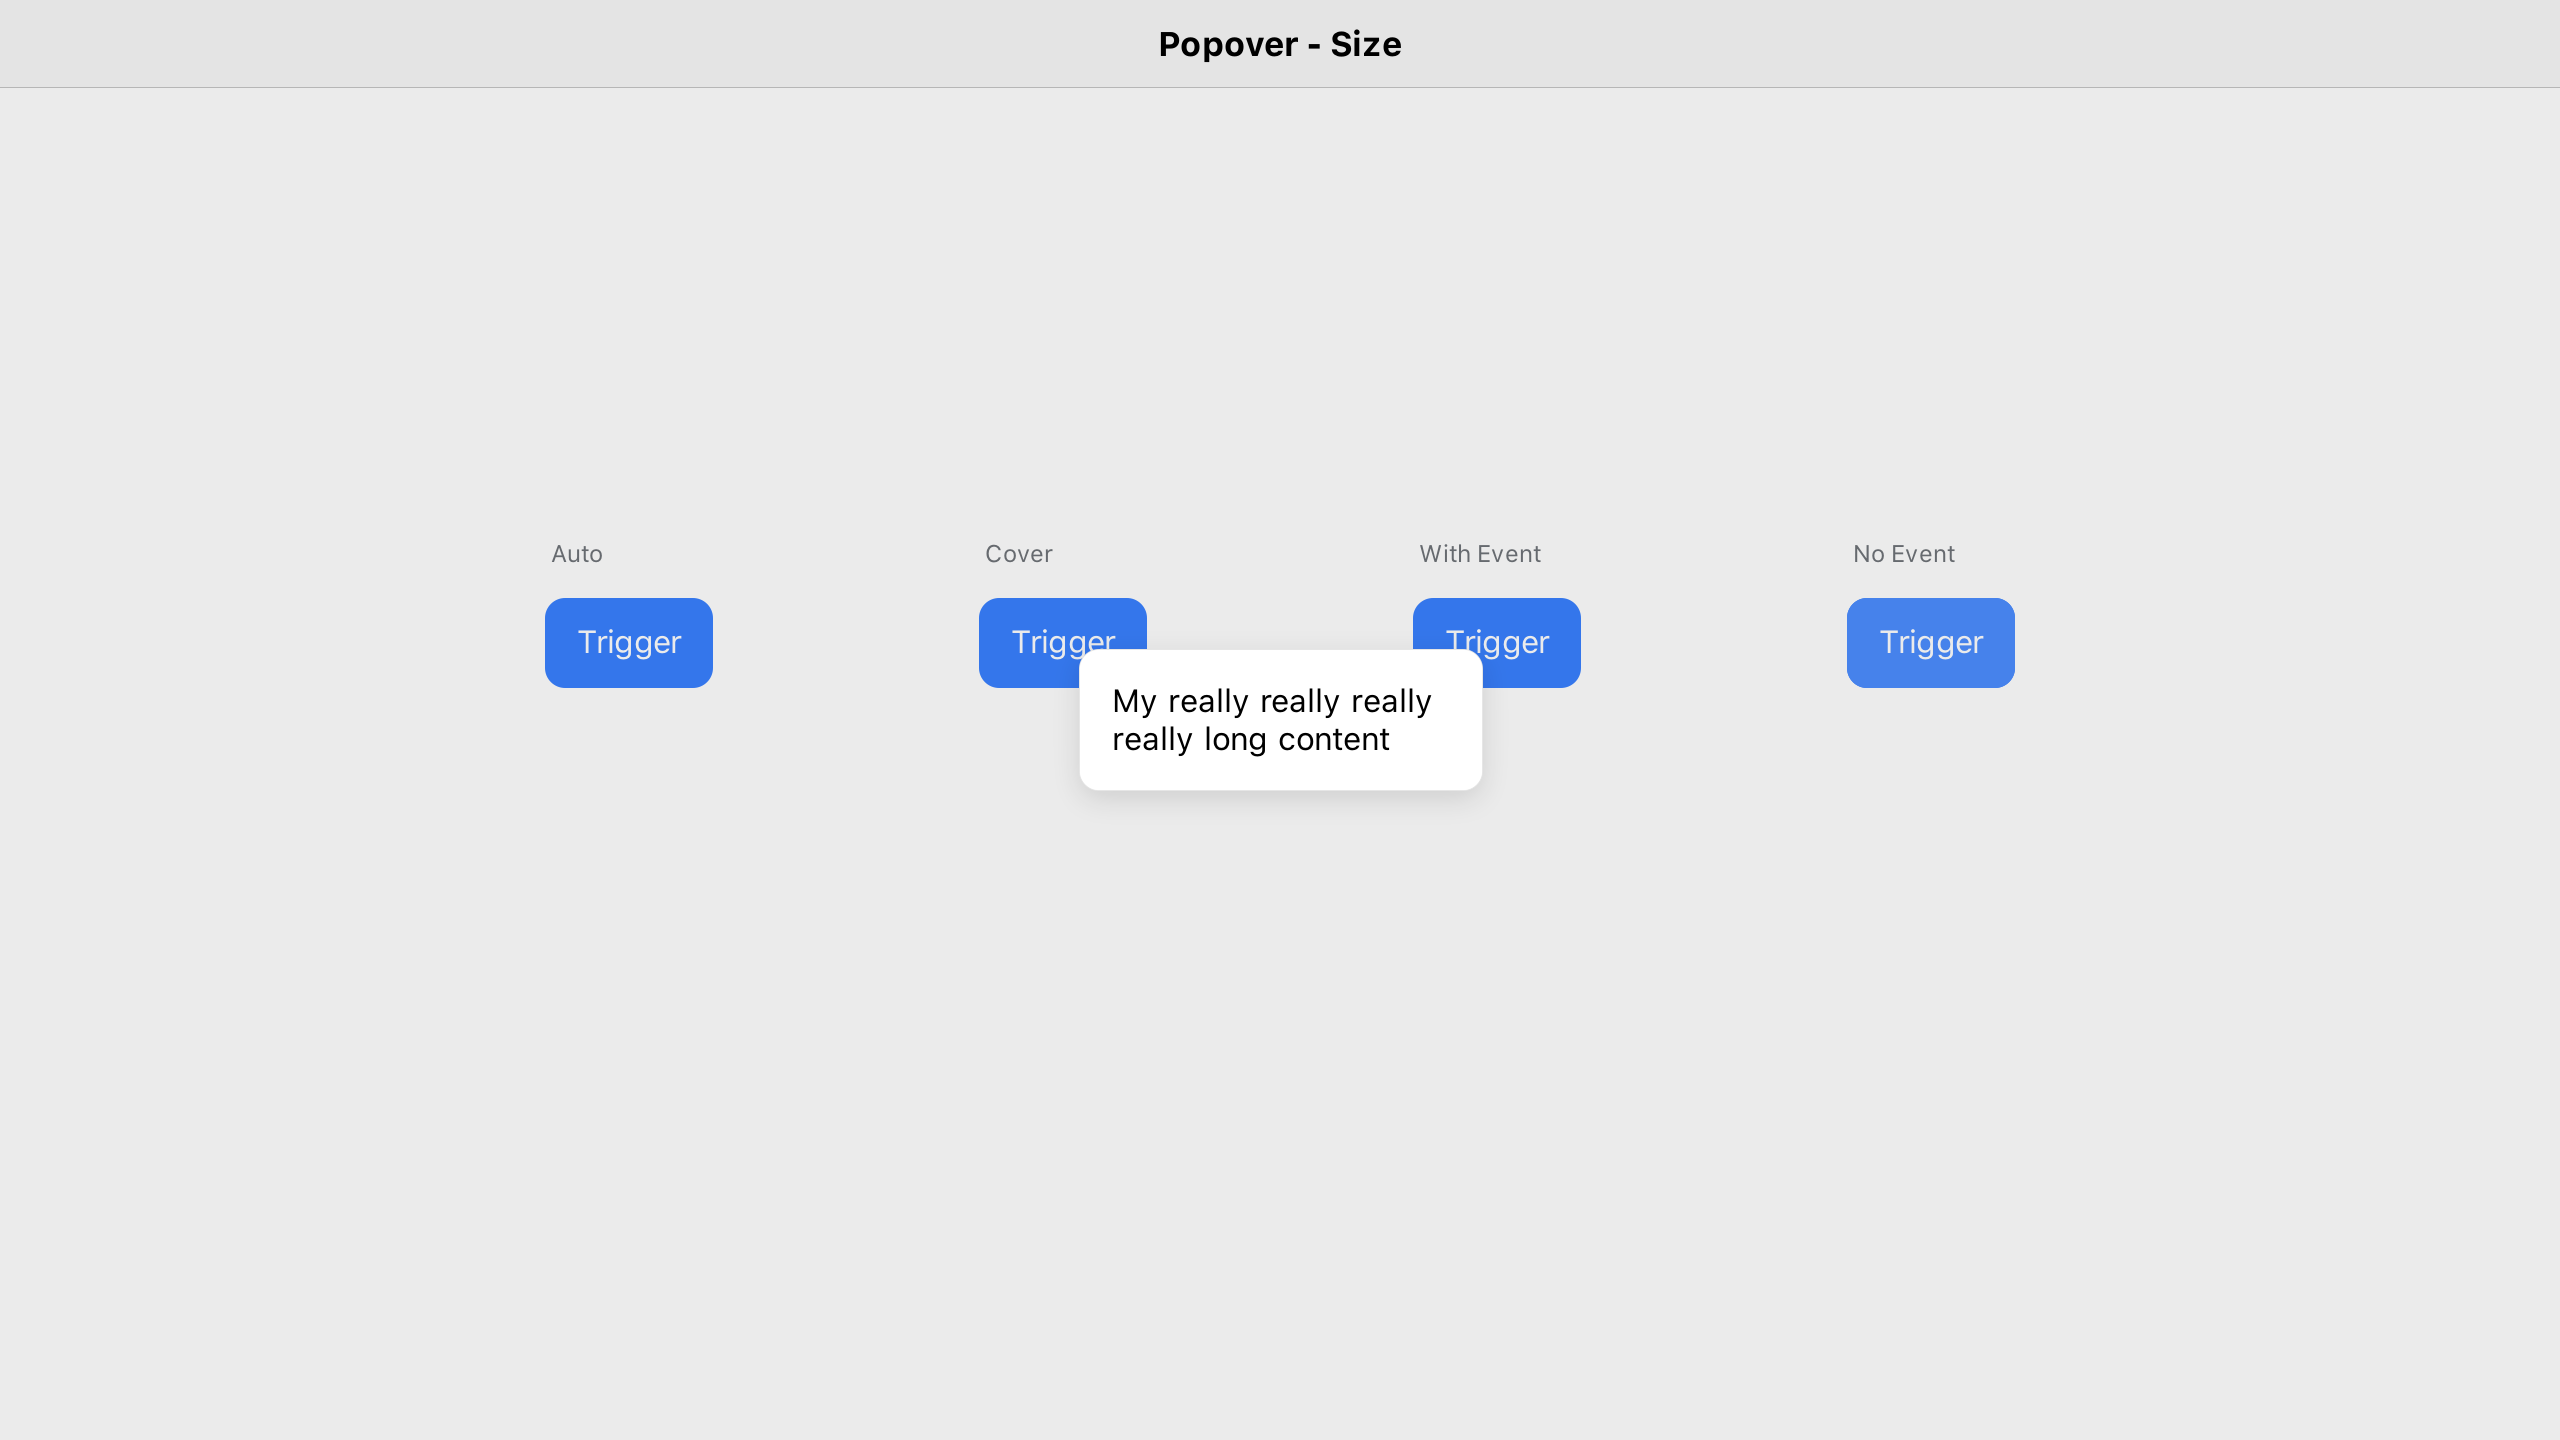 Popover - Size
Auto
Cover
With Event
No Event
Trigger
Trigger
Trigger
Trigger
My really really really
really long content